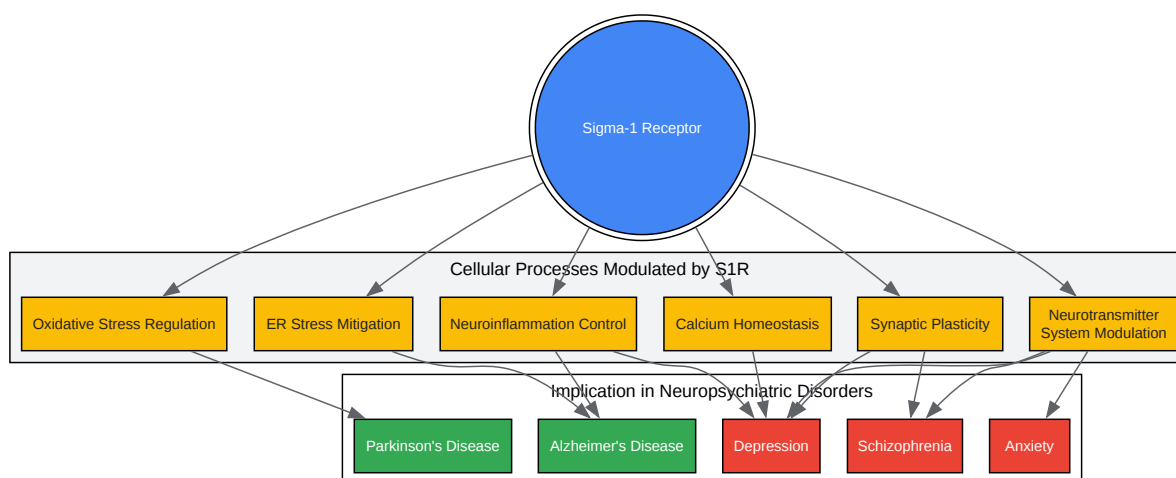 Sigma-1 Receptor
Cellular Processes Modulated by S1R
Oxidative Stress Regulation
ER Stress Mitigation
Neuroinflammation Control
Calcium Homeostasis
Synaptic Plasticity
Neurotransmitter
System Modulation
Implication in Neuropsychiatric Disorders
Parkinson's Disease
Alzheimer's Disease
Depression
Schizophrenia
Anxiety